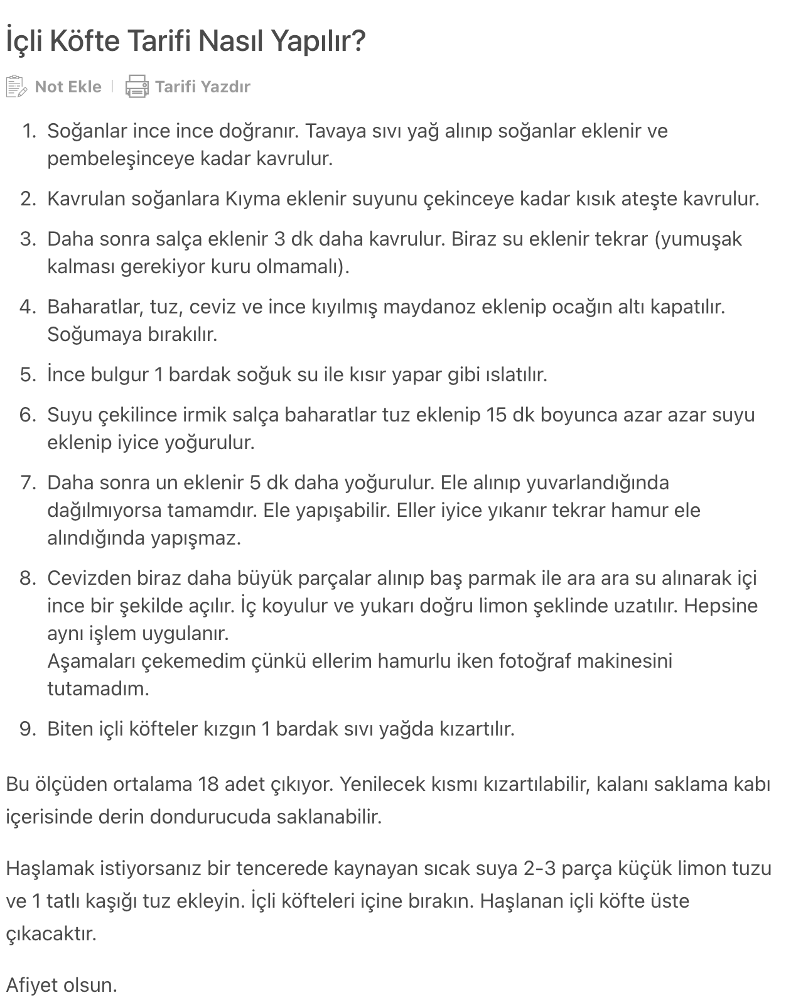 İçli Köfte Tarifi Nasıl Yapılır?
Not Ekle | Tarifi Yazdır
1. Soğanlar ince ince doğranır. Tavaya sıvı yağ alınıp soğanlar eklenir ve
pembeleşinceye kadar kavrulur.
2. Kavrulan soğanlara Kıyma eklenir suyunu çekinceye kadar kısık ateşte kavrulur.
3. Daha sonra salça eklenir 3 dk daha kavrulur. Biraz su eklenir tekrar (yumuşak
kalması gerekiyor kuru olmamalı).
4. Baharatlar, tuz, ceviz ve ince kıyılmış maydanoz eklenip ocağın altı kapatılır.
Soğumaya bırakılır.
5. İnce bulgur 1 bardak soğuk su ile kısır yapar gibi ıslatılır.
6. Suyu çekilince irmik salça baharatlar tuz eklenip 15 dk boyunca azar azar suyu
eklenip iyice yoğurulur.
7. Daha sonra un eklenir 5 dk daha yoğurulur. Ele alınıp yuvarlandığında
dağılmıyorsa tamamdır. Ele yapışabilir. Eller iyice yıkanır tekrar hamur ele
alındığında yapışmaz.
8. Cevizden biraz daha büyük parçalar alınıp baş parmak ile ara ara su alınarak içi
ince bir şekilde açılır. İç koyulur ve yukarı doğru limon şeklinde uzatılır. Hepsine
aynı işlem uygulanır.
Aşamaları çekemedim çünkü ellerim hamurlu iken fotoğraf makinesini
tutamadım.
9. Biten içli köfteler kızgın 1 bardak sıvı yağda kızartılır.
Bu ölçüden ortalama 18 adet çıkıyor. Yenilecek kısmı kızartılabilir, kalanı saklama kabı
içerisinde derin dondurucuda saklanabilir.
Haşlamak istiyorsanız bir tencerede kaynayan sıcak suya 2-3 parça küçük limon tuzu
ve 1 tatlı kaşığı tuz ekleyin. İçli köfteleri içine bırakın. Haşlanan içli köfte üste
çıkacaktır.
Afiyet olsun.